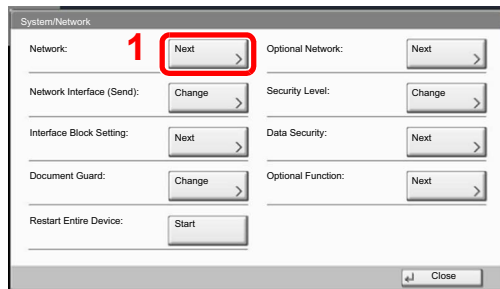 System/Network
Network: 1 Next Optional Network: Next
Network Interface (Send): Change Security Level: Change
Interface Block Setting: Next Data Security: Next
Document Guard: Change Optional Function: Next
Restart Entire Device: Start
Close